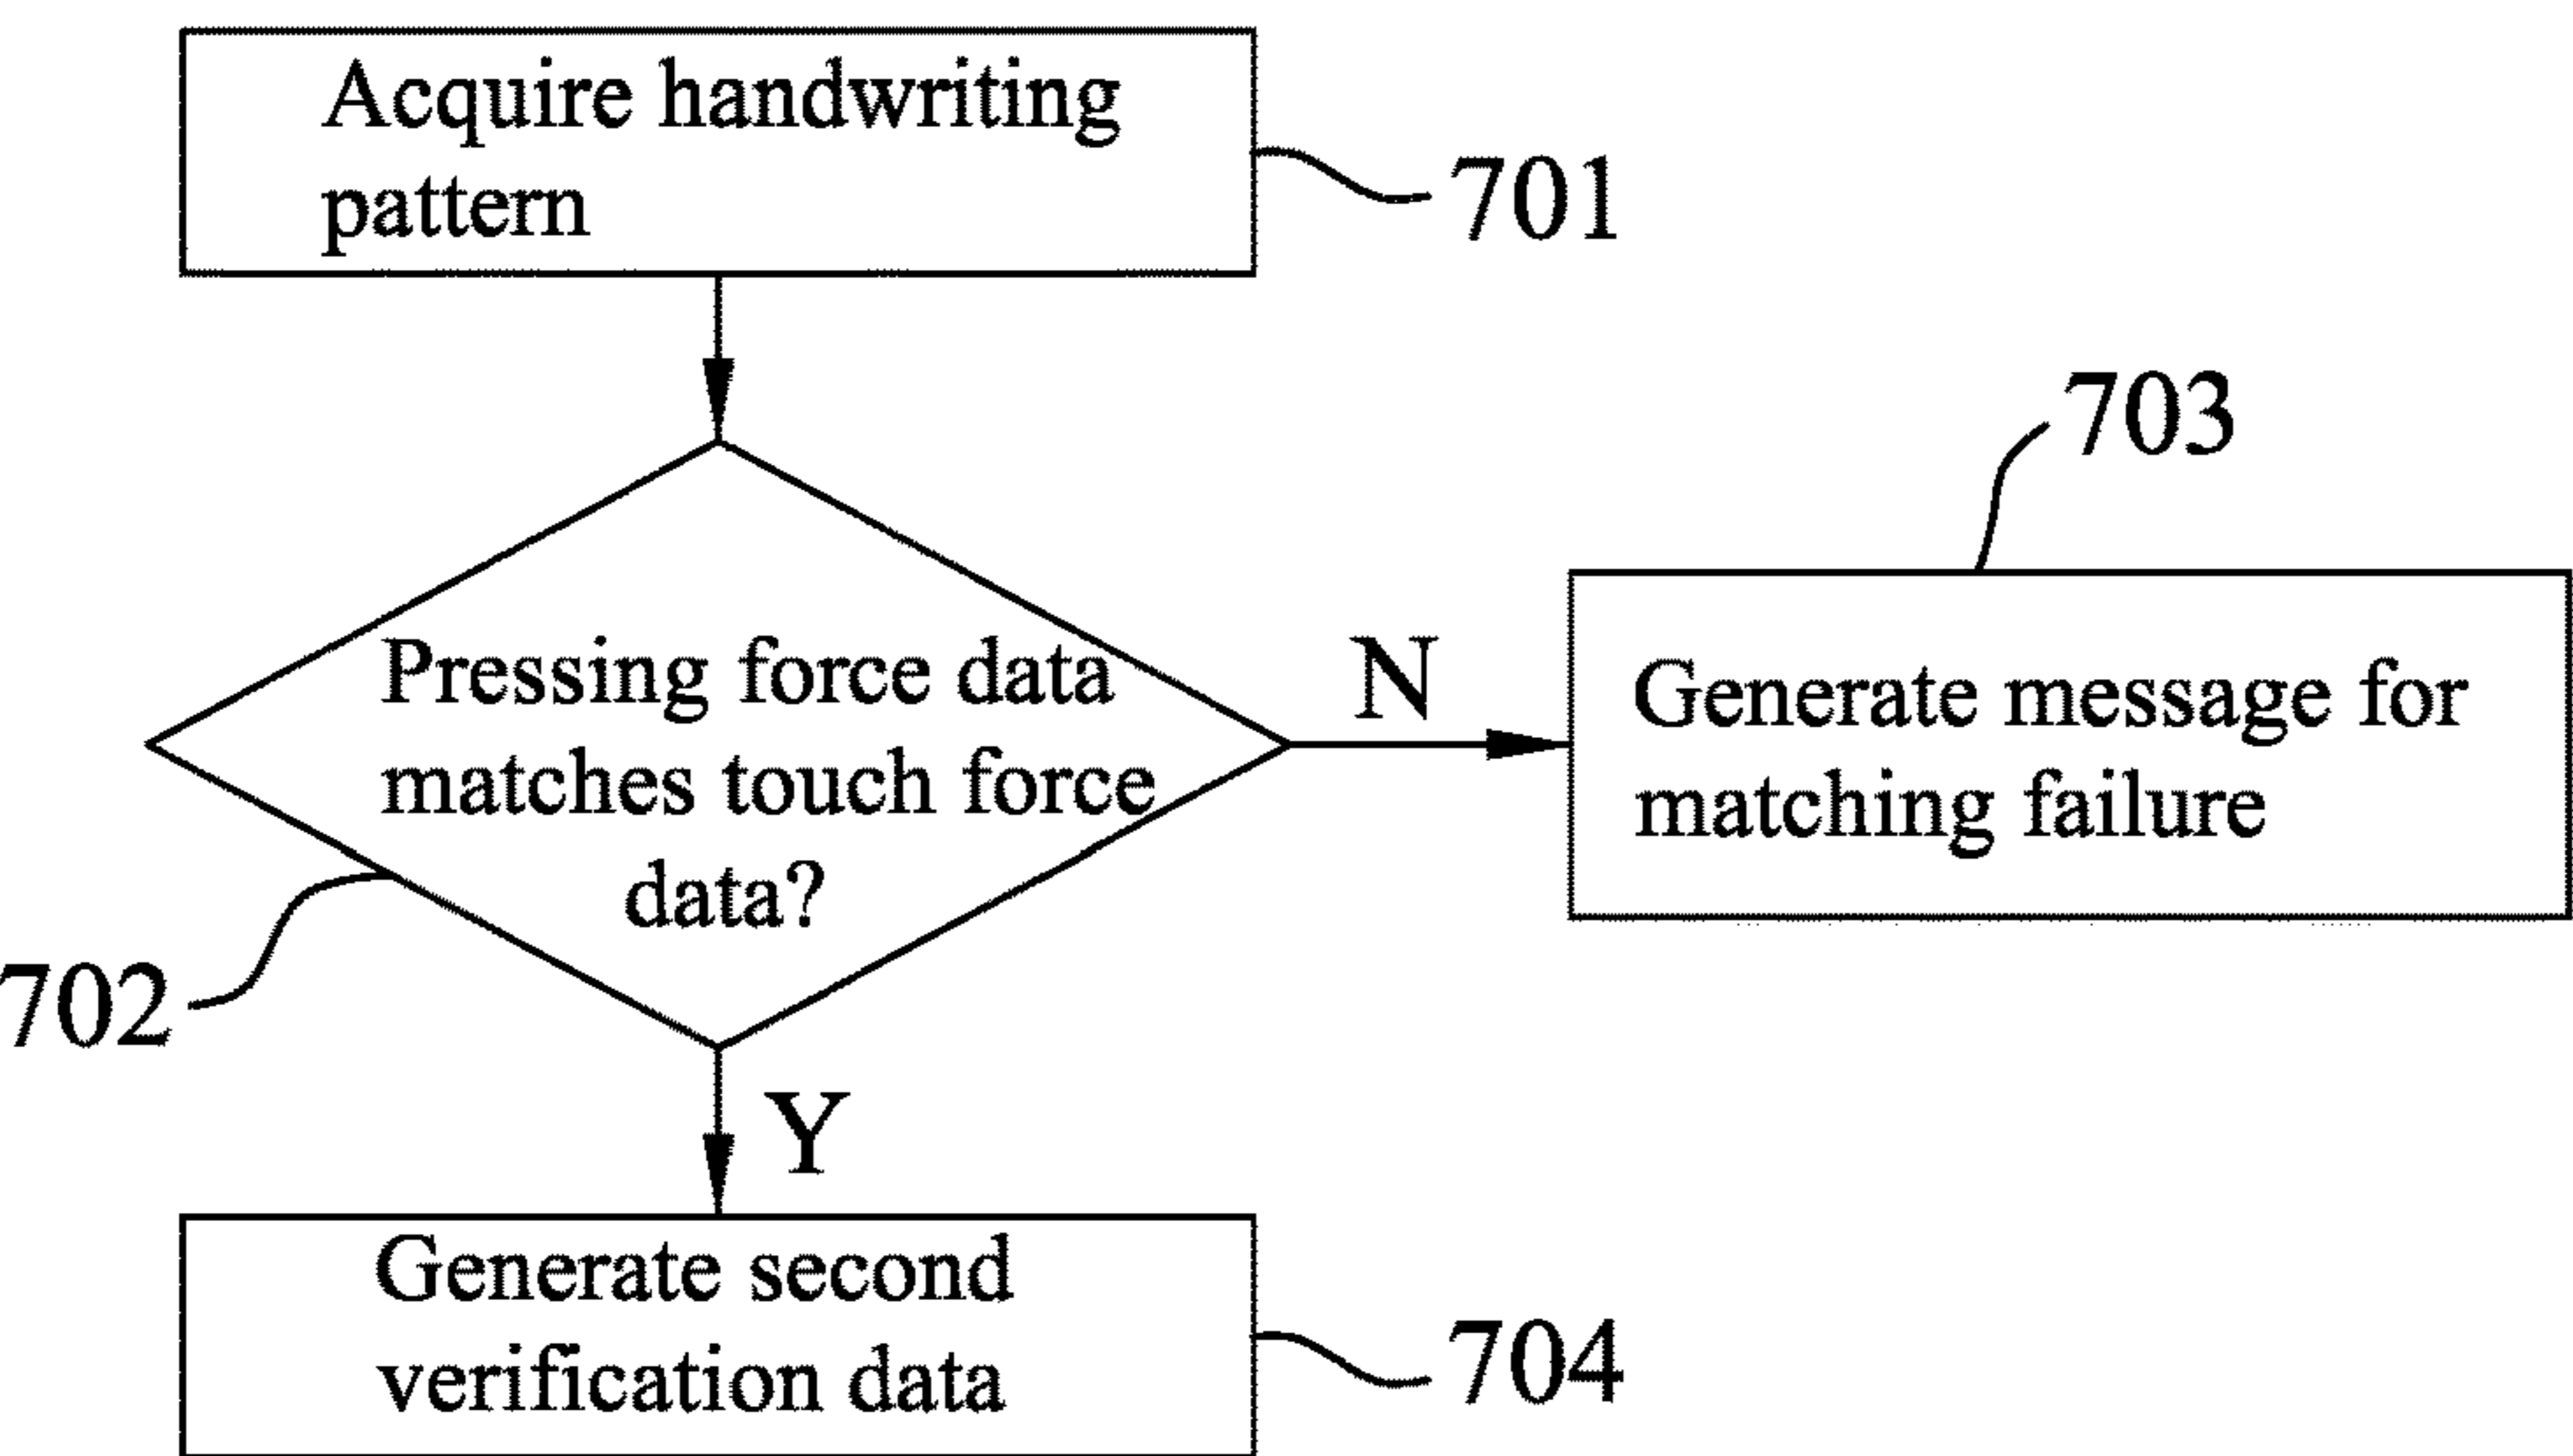 Acquire handwriting
pattern
701
703
Pressing force data
matches touch force
data?
N
Generate message for
matching failure
702
Y
Generate second
verification data
704